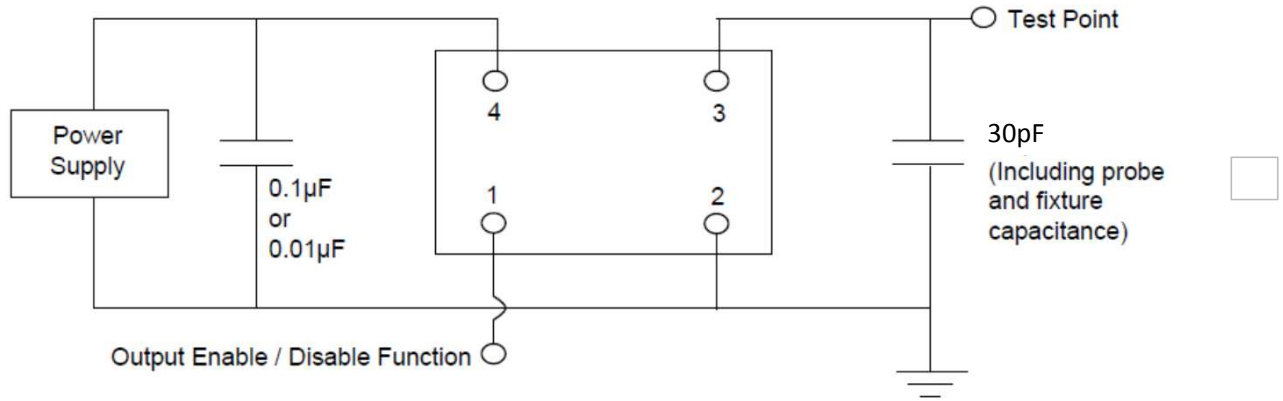 Test Point
4
3
Power
Supply
30pF
(Including probe
and fixture
capacitance)
0.1µF
or
0.01µF
1
2
Output Enable / Disable Function